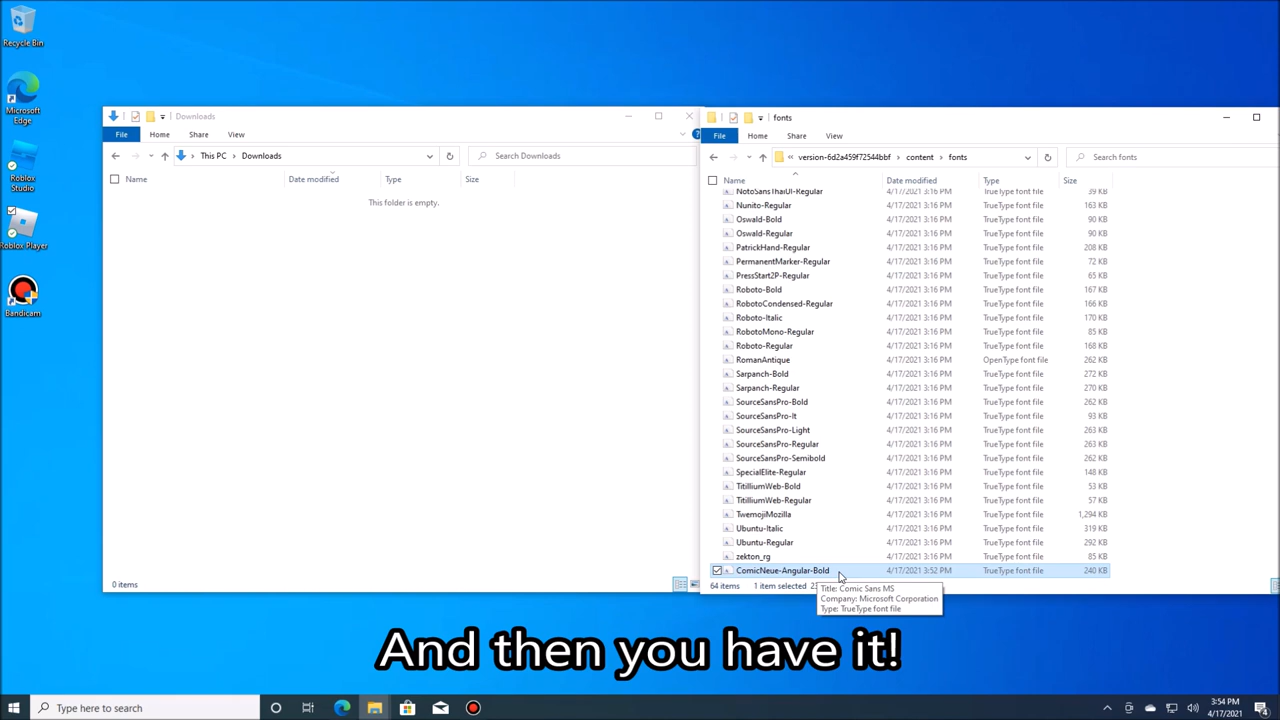 Recycle Bin
Microsoft
Edge
Roblox
Studio
Roblox Player
Bandicam
Downloads
File Home Share View
This PC Downloads
Search Downloads
Name Date modified Type Size
This folder is empty.
0 items
fonts
File Home Share View
« version-6d2a459f72544bbf content fonts
Search fonts
Name Date modified Type Size
NotoSansThaiUI-Regular 4/17/2021 3:16 PM TrueType font file 39 KB
Nunito-Regular 4/17/2021 3:16 PM TrueType font file 163 KB
Oswald-Bold 4/17/2021 3:16 PM TrueType font file 90 KB
Oswald-Regular 4/17/2021 3:16 PM TrueType font file 90 KB
PatrickHand-Regular 4/17/2021 3:16 PM TrueType font file 208 KB
PermanentMarker-Regular 4/17/2021 3:16 PM TrueType font file 72 KB
PressStart2P-Regular 4/17/2021 3:16 PM TrueType font file 65 KB
Roboto-Bold 4/17/2021 3:16 PM TrueType font file 167 KB
RobotoCondensed-Regular 4/17/2021 3:16 PM TrueType font file 166 KB
Roboto-Italic 4/17/2021 3:16 PM TrueType font file 170 KB
RobotoMono-Regular 4/17/2021 3:16 PM TrueType font file 85 KB
Roboto-Regular 4/17/2021 3:16 PM TrueType font file 168 KB
RomanAntique 4/17/2021 3:16 PM OpenType font file 262 KB
Sarpanch-Bold 4/17/2021 3:16 PM TrueType font file 272 KB
Sarpanch-Regular 4/17/2021 3:16 PM TrueType font file 270 KB
SourceSansPro-Bold 4/17/2021 3:16 PM TrueType font file 263 KB
SourceSansPro-It 4/17/2021 3:16 PM TrueType font file 93 KB
SourceSansPro-Light 4/17/2021 3:16 PM TrueType font file 263 KB
SourceSansPro-Regular 4/17/2021 3:16 PM TrueType font file 263 KB
SourceSansPro-Semibold 4/17/2021 3:16 PM TrueType font file 262 KB
SpecialElite-Regular 4/17/2021 3:16 PM TrueType font file 148 KB
TitilliumWeb-Bold 4/17/2021 3:16 PM TrueType font file 53 KB
TitilliumWeb-Regular 4/17/2021 3:16 PM TrueType font file 57 KB
TwemojiMozilla 4/17/2021 3:16 PM TrueType font file 1,294 KB
Ubuntu-Italic 4/17/2021 3:16 PM TrueType font file 319 KB
Ubuntu-Regular 4/17/2021 3:16 PM TrueType font file 292 KB
zekton_rg 4/17/2021 3:16 PM TrueType font file 85 KB
ComicNeue-Angular-Bold 4/17/2021 3:52 PM TrueType font file 240 KB
64 items 1 item selected
Title: Comic Sans MS
Company: Microsoft Corporation
Type: TrueType font file
And then you have it!
Type here to search
3:54 PM
4/17/2021
4